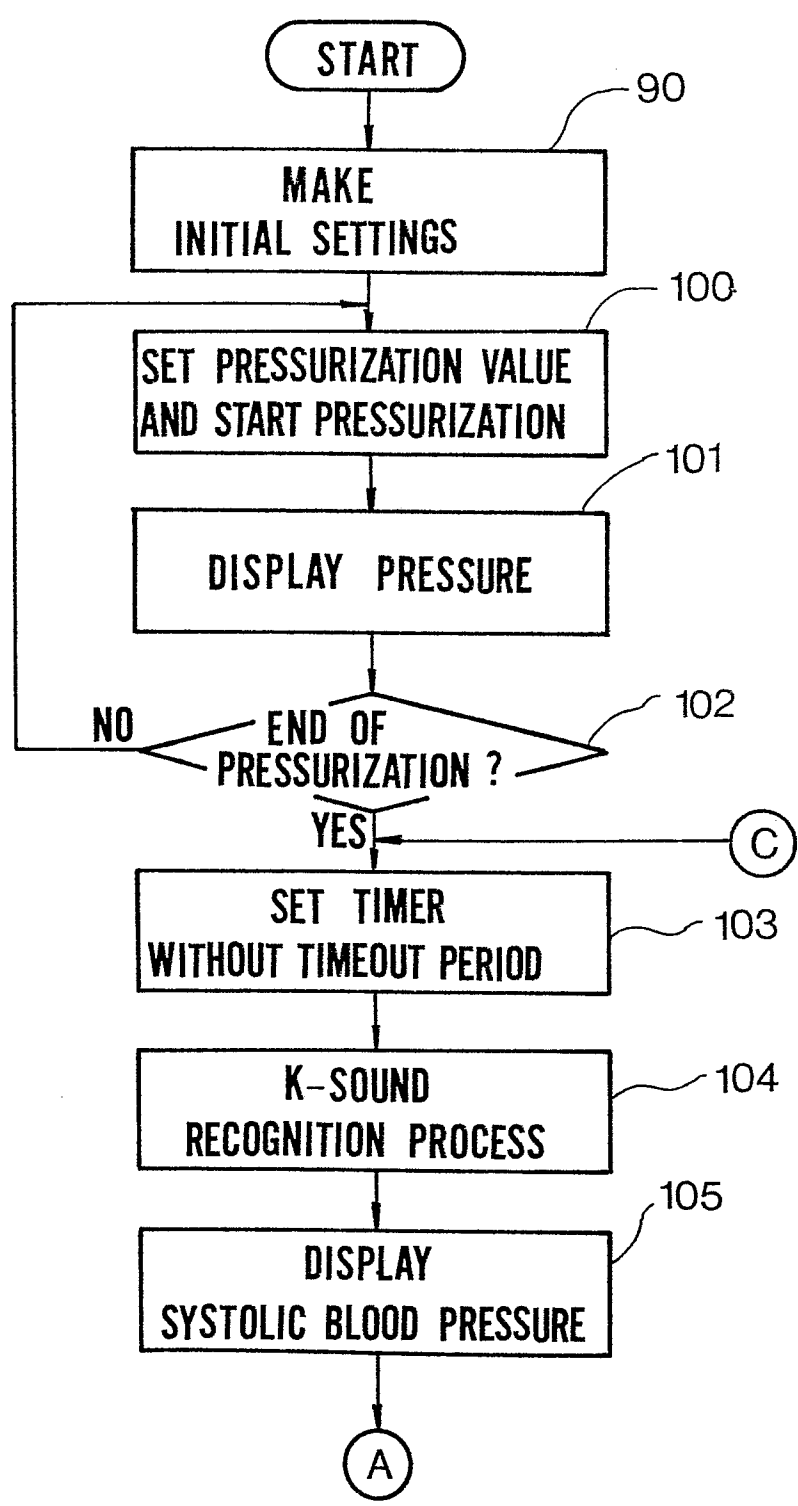 START
90
MAKE
INITIAL SETTINGS
100
SET PRESSURIZATION VALUE
AND START PRESSURIZATION
101
DISPLAY PRESSURE
102
NO
END OF
PRESSURIZATION ?
YES
C
SET TIMER
WITHOUT TIMEOUT PERIOD
103
K-SOUND
RECOGNITION PROCESS
104
105
DISPLAY
SYSTOLIC BLOOD PRESSURE
A